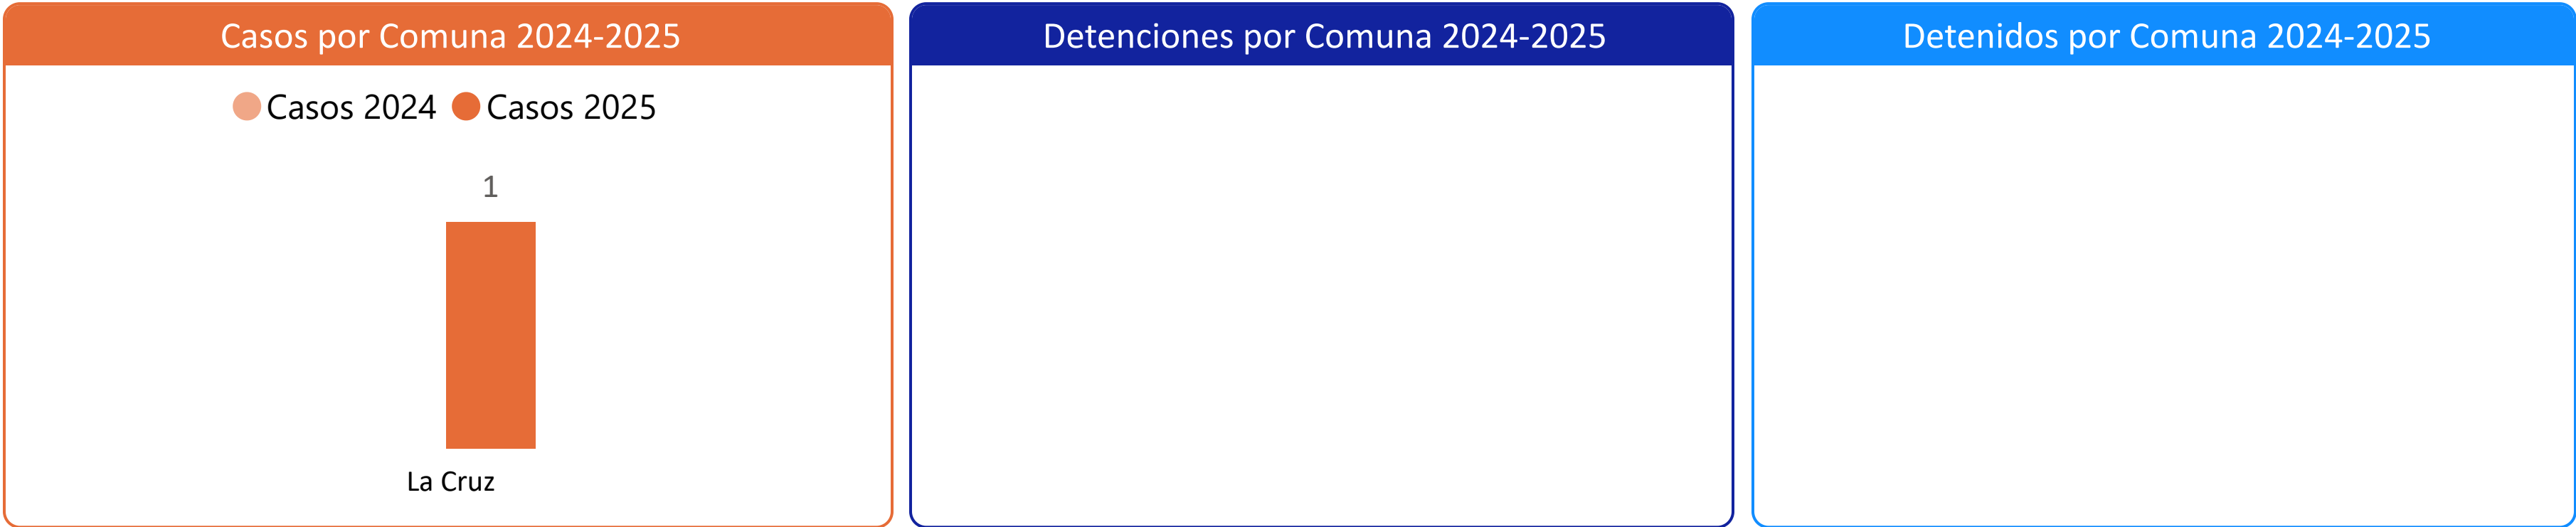 Casos por Comuna 2024-2025
Casos 2024 Casos 2025
1
La Cruz
Detenciones por Comuna 2024-2025
Detenidos por Comuna 2024-2025